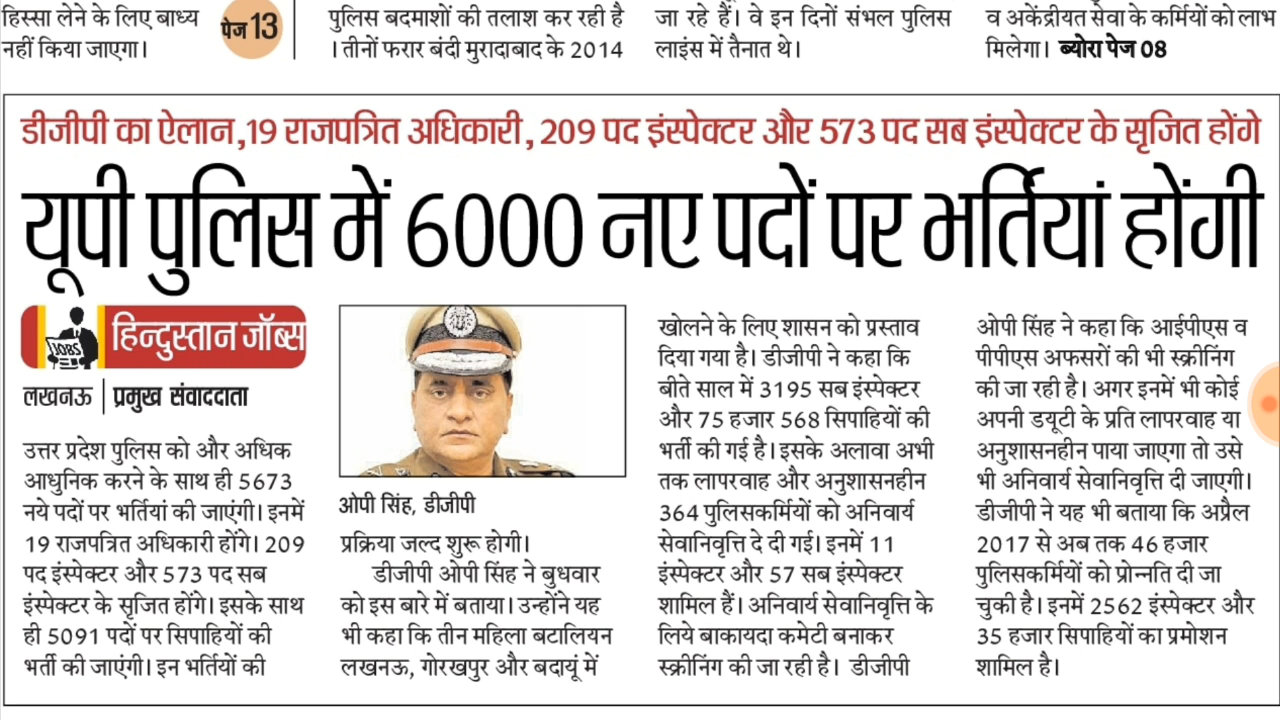 हिस्सा लेने के लिए बाध्य
नहीं किया जाएगा।
पेज 13
पुलिस बदमाशों की तलाश कर रही है
। तीनों फरार बंदी मुरादाबाद के 2014
जा रहे हैं। वे इन दिनों संभल पुलिस
लाइंस में तैनात थे।
व अकेंद्रीयत सेवा के कर्मियों को लाभ
मिलेगा। ब्योरा पेज 08
डीजीपी का ऐलान,19 राजपत्रित अधिकारी, 209 पद इंस्पेक्टर और 573 पद सब इंस्पेक्टर के सृजित होंगे
यूपी पुलिस में 6000 नए पदों पर भर्तियां होंगी
JOBS
हिन्दुस्तान जॉब्स
लखनऊ | प्रमुख संवाददाता
उत्तर प्रदेश पुलिस को और अधिक
आधुनिक करने के साथ ही 5673
नये पदों पर भर्तियां की जाएंगी। इनमें
19 राजपत्रित अधिकारी होंगे। 209
पद इंस्पेक्टर और 573 पद सब
इंस्पेक्टर के सृजित होंगे। इसके साथ
ही 5091 पदों पर सिपाहियों की
भर्ती की जाएंगी। इन भर्तियों की
ओपी सिंह, डीजीपी
प्रक्रिया जल्द शुरू होगी।
डीजीपी ओपी सिंह ने बुधवार
को इस बारे में बताया। उन्होंने यह
भी कहा कि तीन महिला बटालियन
लखनऊ, गोरखपुर और बदायूं में
खोलने के लिए शासन को प्रस्ताव
दिया गया है। डीजीपी ने कहा कि
बीते साल में 3195 सब इंस्पेक्टर
और 75 हजार 568 सिपाहियों की
भर्ती की गई है। इसके अलावा अभी
तक लापरवाह और अनुशासनहीन
364 पुलिसकर्मियों को अनिवार्य
सेवानिवृत्ति दे दी गई। इनमें 11
इंस्पेक्टर और 57 सब इंस्पेक्टर
शामिल हैं। अनिवार्य सेवानिवृत्ति के
लिये बाकायदा कमेटी बनाकर
स्क्रीनिंग की जा रही है। डीजीपी
ओपी सिंह ने कहा कि आईपीएस व
पीपीएस अफसरों की भी स्क्रीनिंग
की जा रही है। अगर इनमें भी कोई
अपनी डयूटी के प्रति लापरवाह या
अनुशासनहीन पाया जाएगा तो उसे
भी अनिवार्य सेवानिवृत्ति दी जाएगी।
डीजीपी ने यह भी बताया कि अप्रैल
2017 से अब तक 46 हजार
पुलिसकर्मियों को प्रोन्नति दी जा
चुकी है। इनमें 2562 इंस्पेक्टर और
35 हजार सिपाहियों का प्रमोशन
शामिल है।